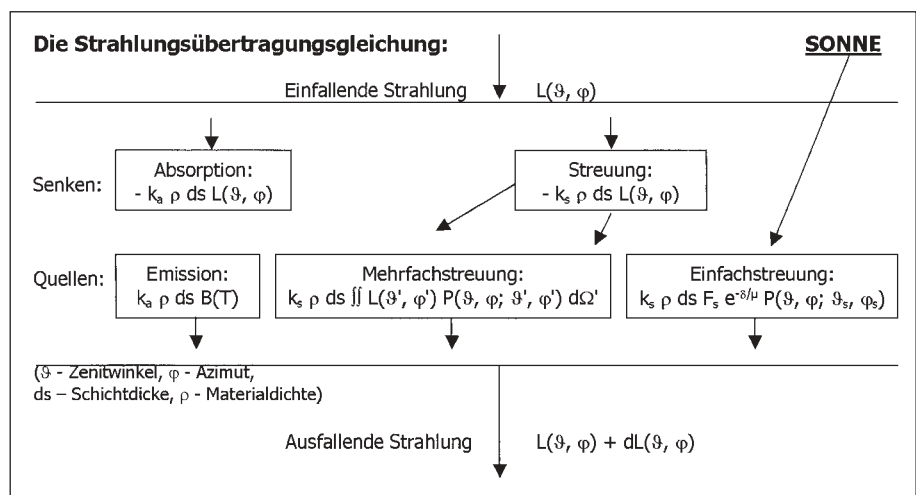 Die Strahlungsübertragungsgleichung:
SONNE
Einfallende Strahlung L(ϑ, φ)
Senken:
Absorption:
- kₐ ρ ds L(ϑ, φ)
Streuung:
- kₛ ρ ds L(ϑ, φ)
Quellen:
Emission:
kₐ ρ ds B(T)
Mehrfachstreuung:
kₛ ρ ds ∫∫ L(ϑ', φ') P(ϑ, φ; ϑ', φ') dΩ'
Einfachstreuung:
kₛ ρ ds Fₛ e^-δ/μ P(ϑ, φ; ϑₛ, φₛ)
(ϑ - Zenitwinkel, φ - Azimut,
ds – Schichtdicke, ρ - Materialdichte)
Ausfallende Strahlung L(ϑ, φ) + dL(ϑ, φ)